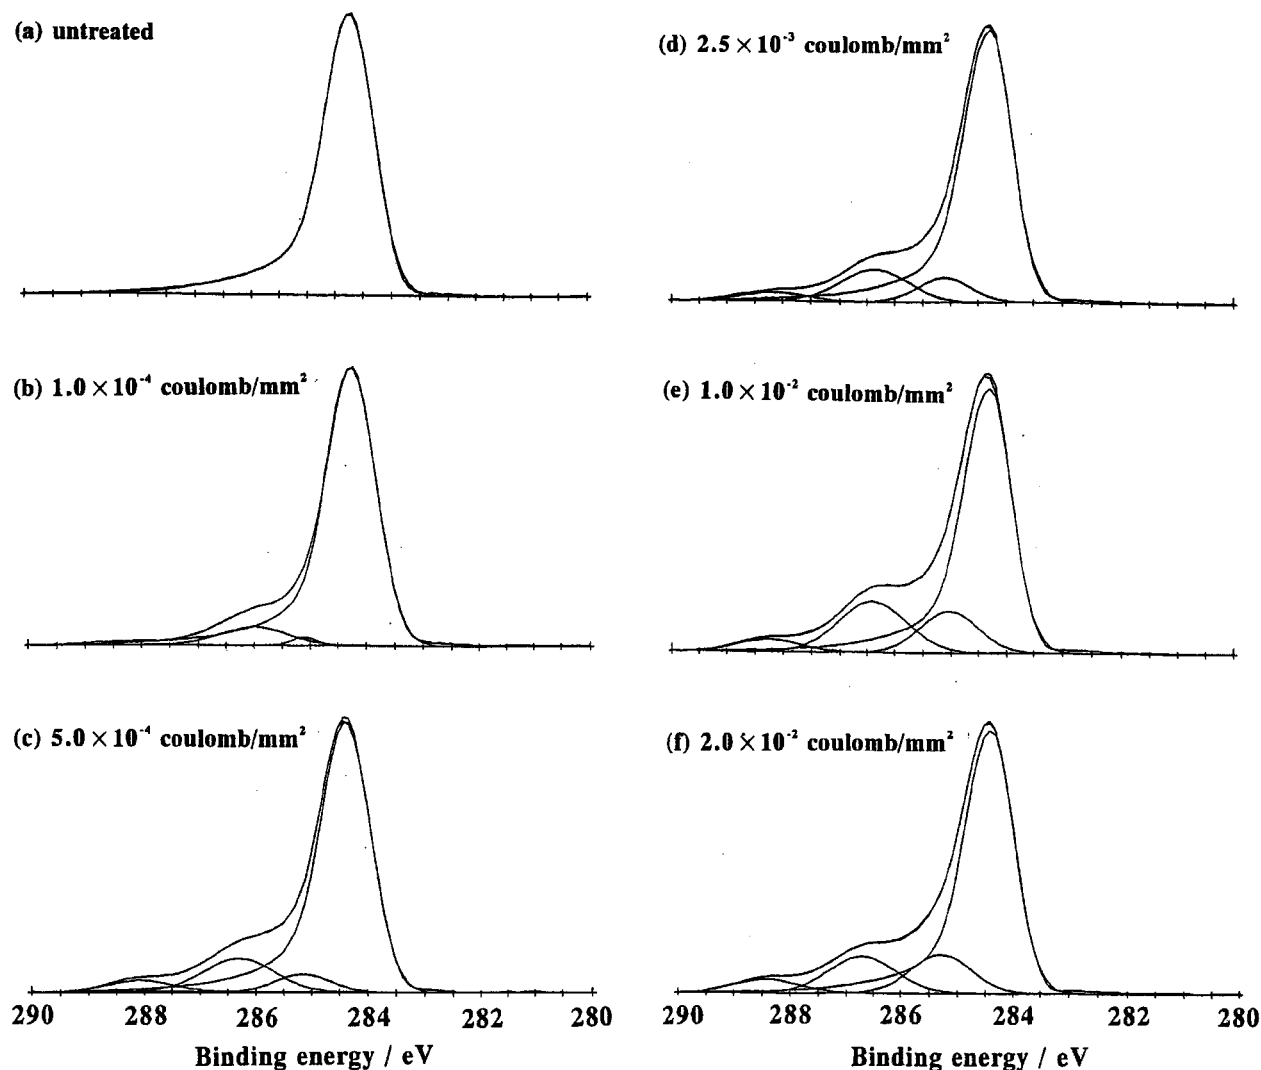 (a) untreated
(d) 2.5 × 10⁻³ coulomb/mm²
(b) 1.0 × 10⁻⁴ coulomb/mm²
(e) 1.0 × 10⁻² coulomb/mm²
(c) 5.0 × 10⁻⁴ coulomb/mm²
(f) 2.0 × 10⁻² coulomb/mm²
290 288 286 284 282 280
290 288 286 284 282 280
Binding energy / eV
Binding energy / eV